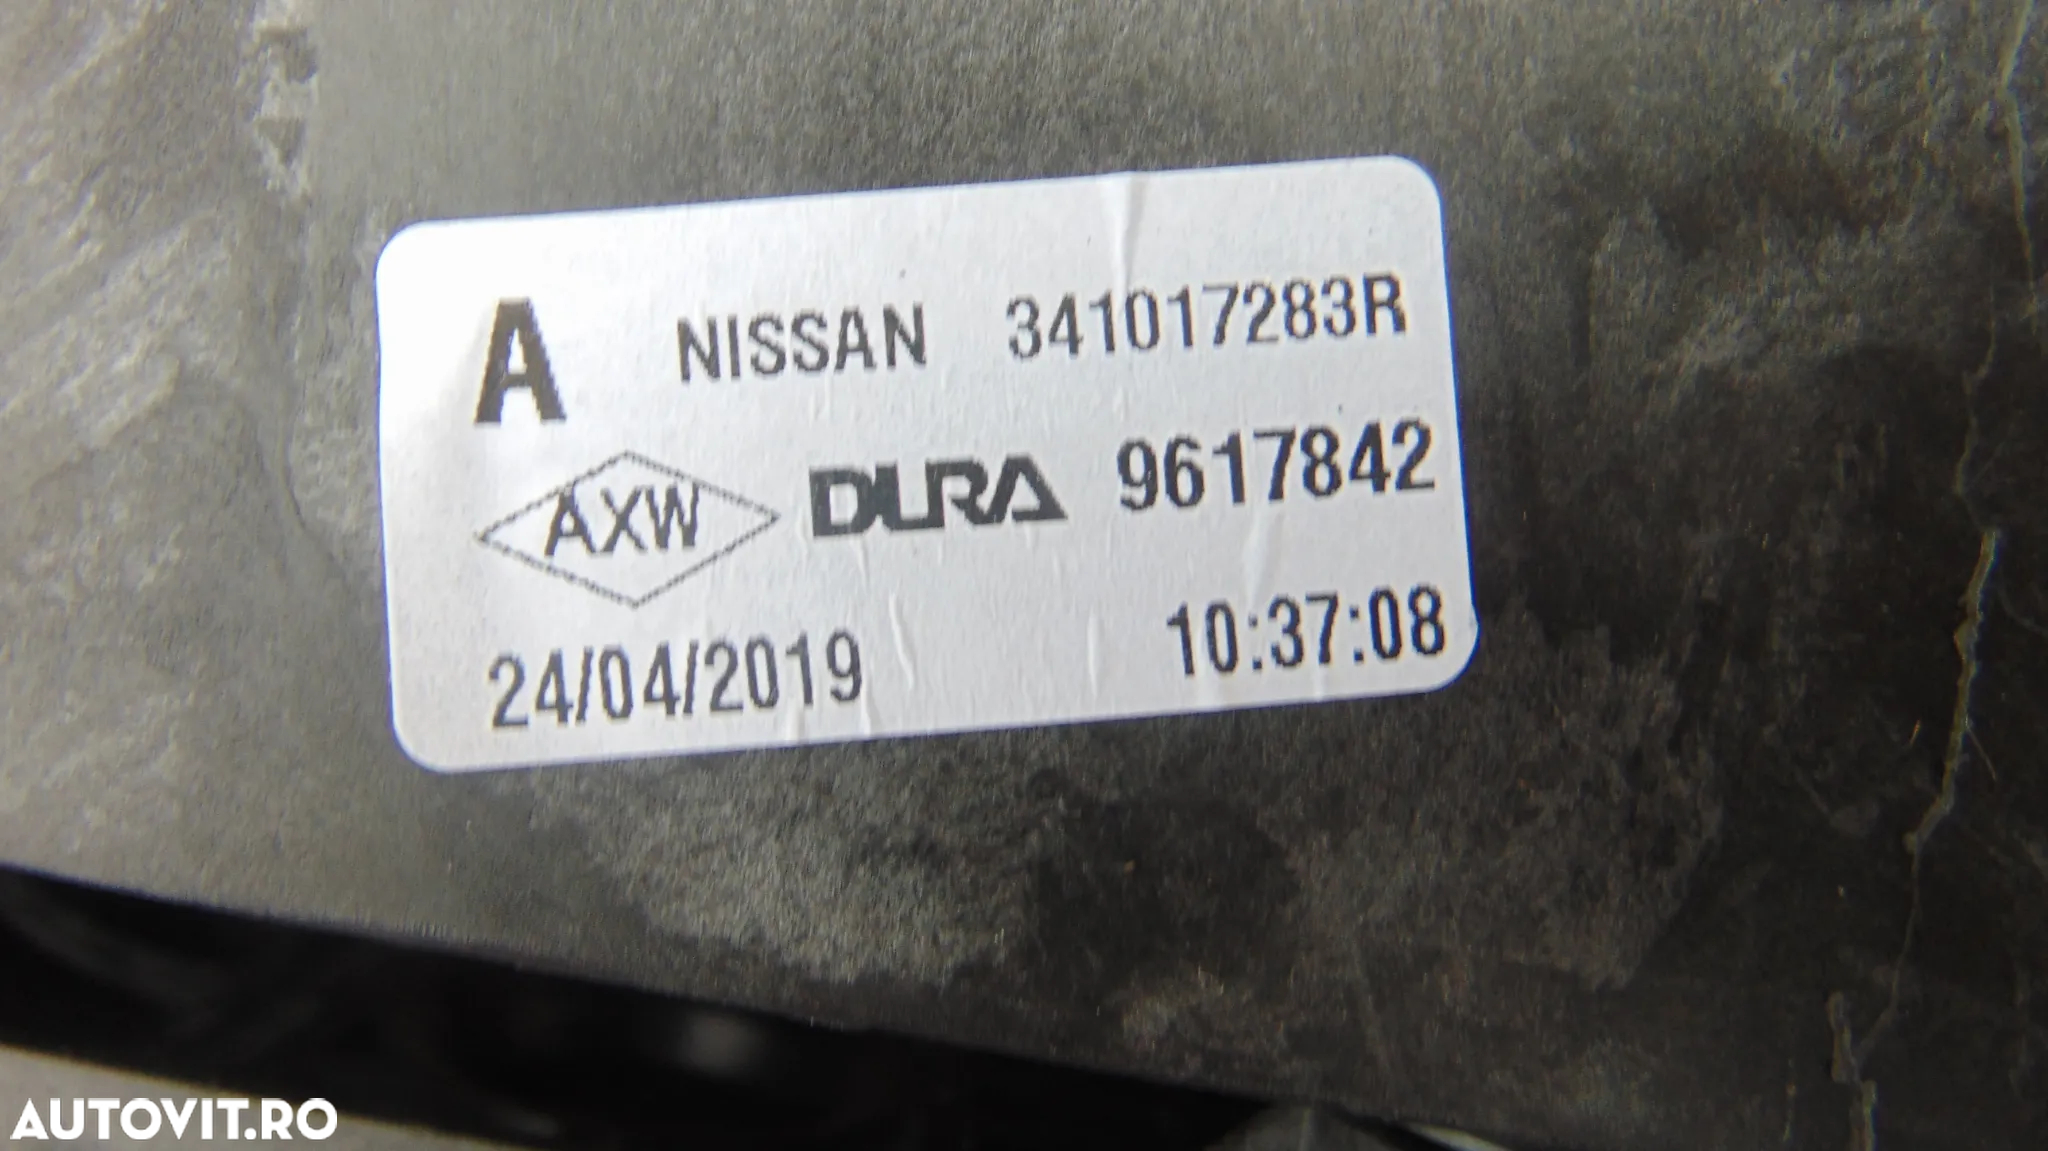 A NISSAN 341017283R
AXW DURA 9617842
24/04/2019 10:37:08
AUTOVIT.RO